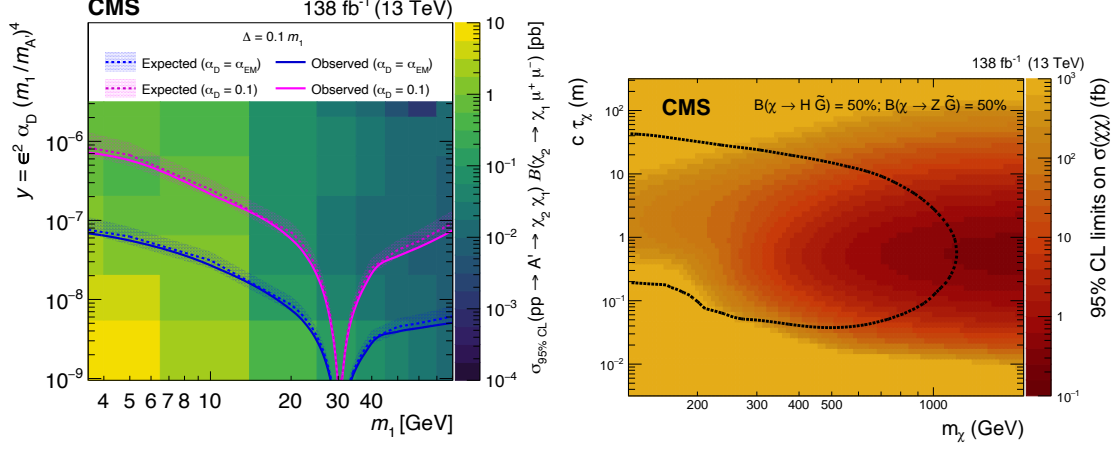 CMS 138 fb⁻¹ (13 TeV)
Δ = 0.1 m₁
Expected (α_D = α_EM) Observed (α_D = α_EM)
Expected (α_D = 0.1) Observed (α_D = 0.1)
y = ϵ² α_D (m₁/m_A')⁴
10⁻⁶
10⁻⁷
10⁻⁸
10⁻⁹
4 5 6 7 8 10 20 30 40
m₁ [GeV]
10
1
10⁻¹
10⁻²
10⁻³
10⁻⁴
σ_95% CL(pp → A' → χ₂ χ₁) B(χ₂ → χ₁ μ⁺ μ⁻) [pb]
138 fb⁻¹ (13 TeV)
CMS B(χ → H G̃) = 50%; B(χ → Z G̃) = 50%
c τ_χ (m)
10²
10
1
10⁻¹
10⁻²
200 300 400 500 1000
m_χ (GeV)
10³
10²
10
1
10⁻¹
95% CL limits on σ(χχ) (fb)